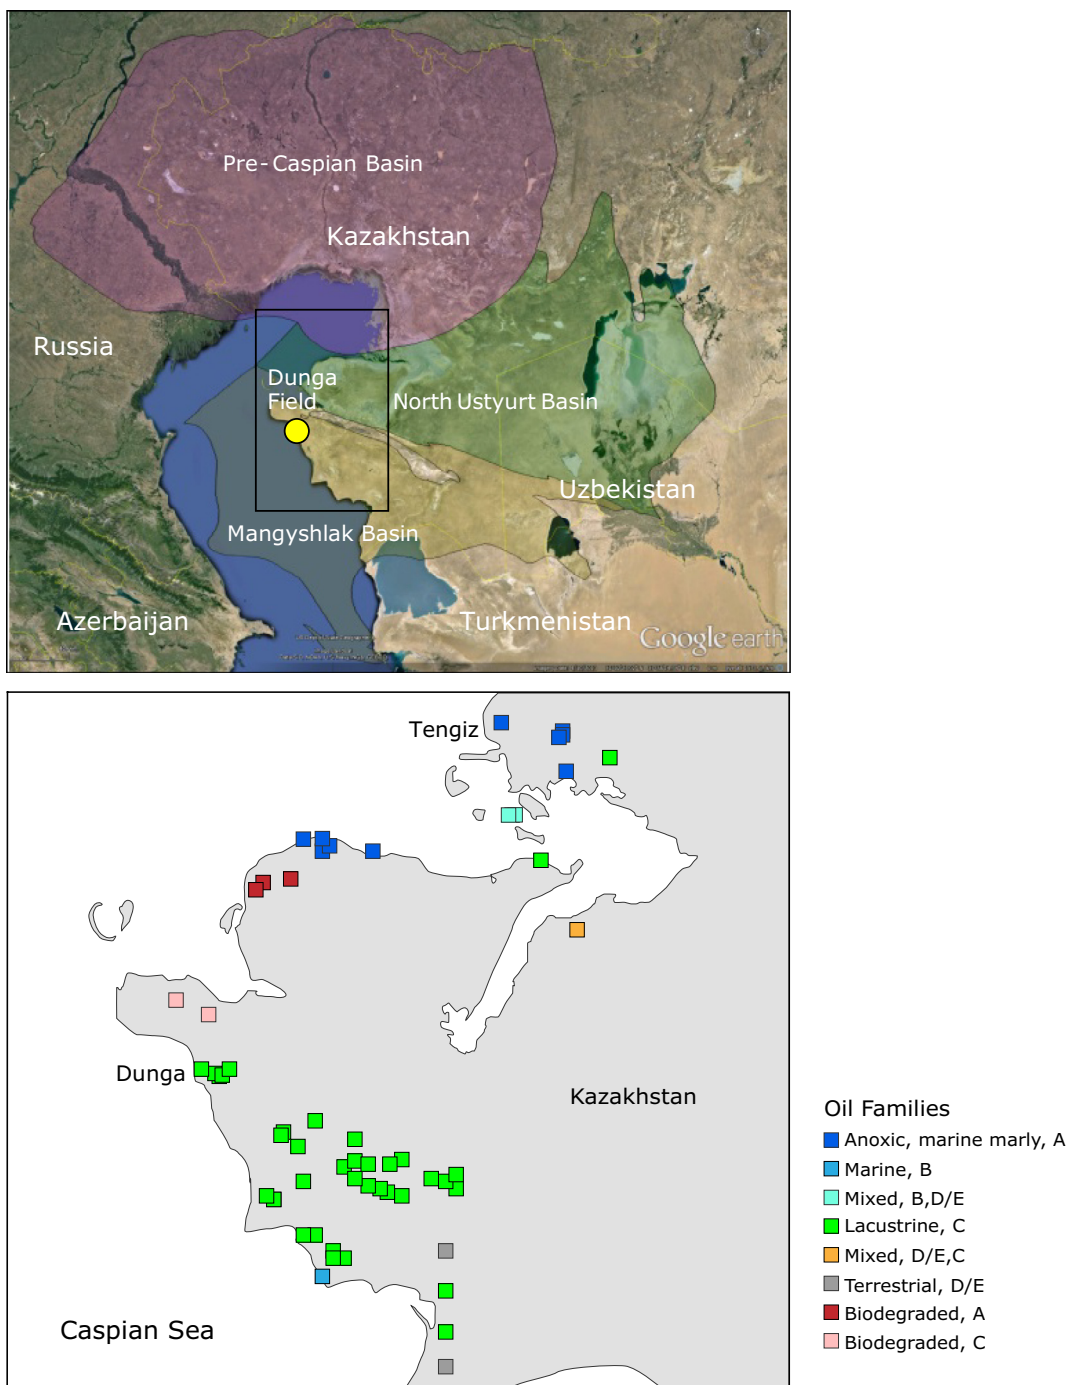 Pre-Caspian Basin
Kazakhstan
Russia
Dunga
Field
North Ustyurt Basin
Uzbekistan
Mangyshlak Basin
Azerbaijan
Turkmenistan
Google earth
Tengiz
Dunga
Kazakhstan
Caspian Sea
Oil Families
Anoxic, marine marly, A
Marine, B
Mixed, B,D/E
Lacustrine, C
Mixed, D/E,C
Terrestrial, D/E
Biodegraded, A
Biodegraded, C